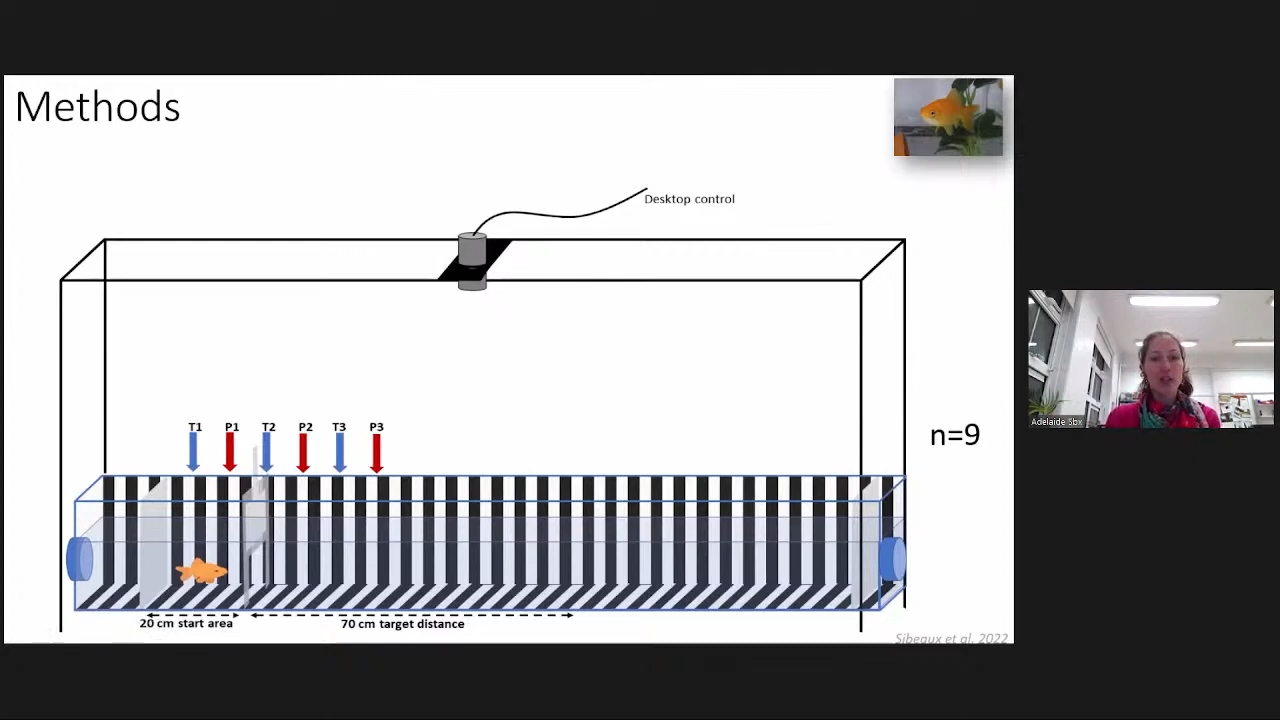 Methods
Desktop control
T1 P1 T2 P2 T3 P3
n=9
20 cm start area
70 cm target distance
Sibeaux et al. 2022
Adelaide Sbx